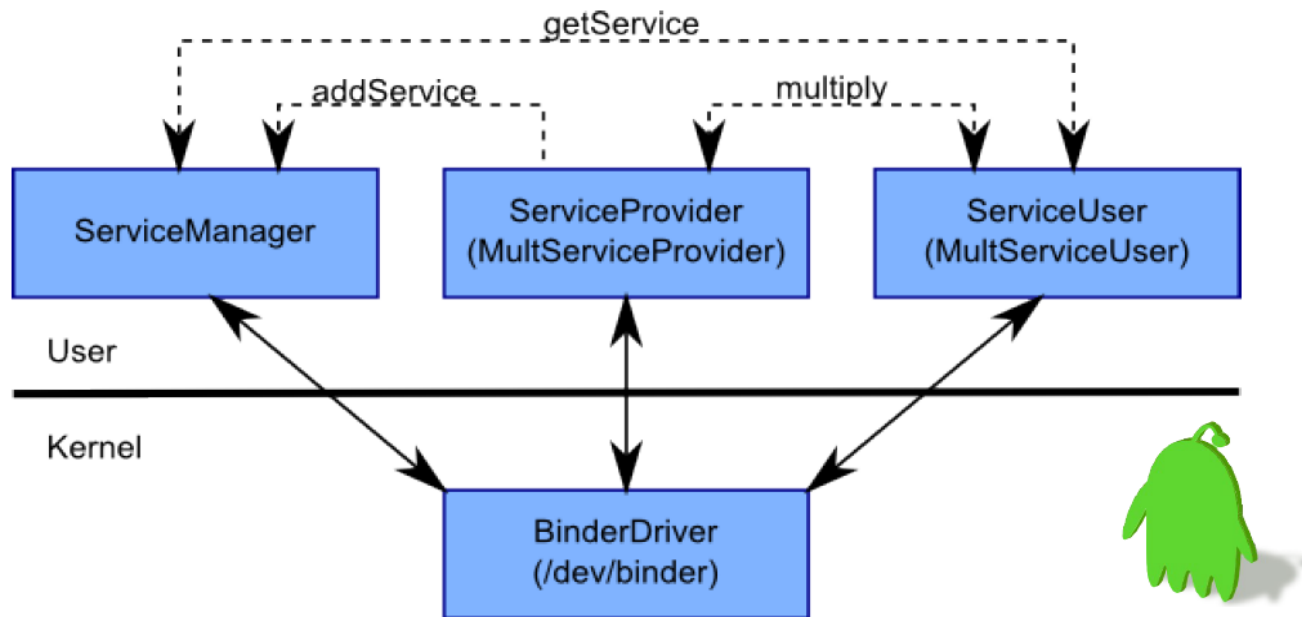 getService
addService
multiply
ServiceManager
ServiceProvider
(MultServiceProvider)
ServiceUser
(MultServiceUser)
User
Kernel
BinderDriver
(/dev/binder)